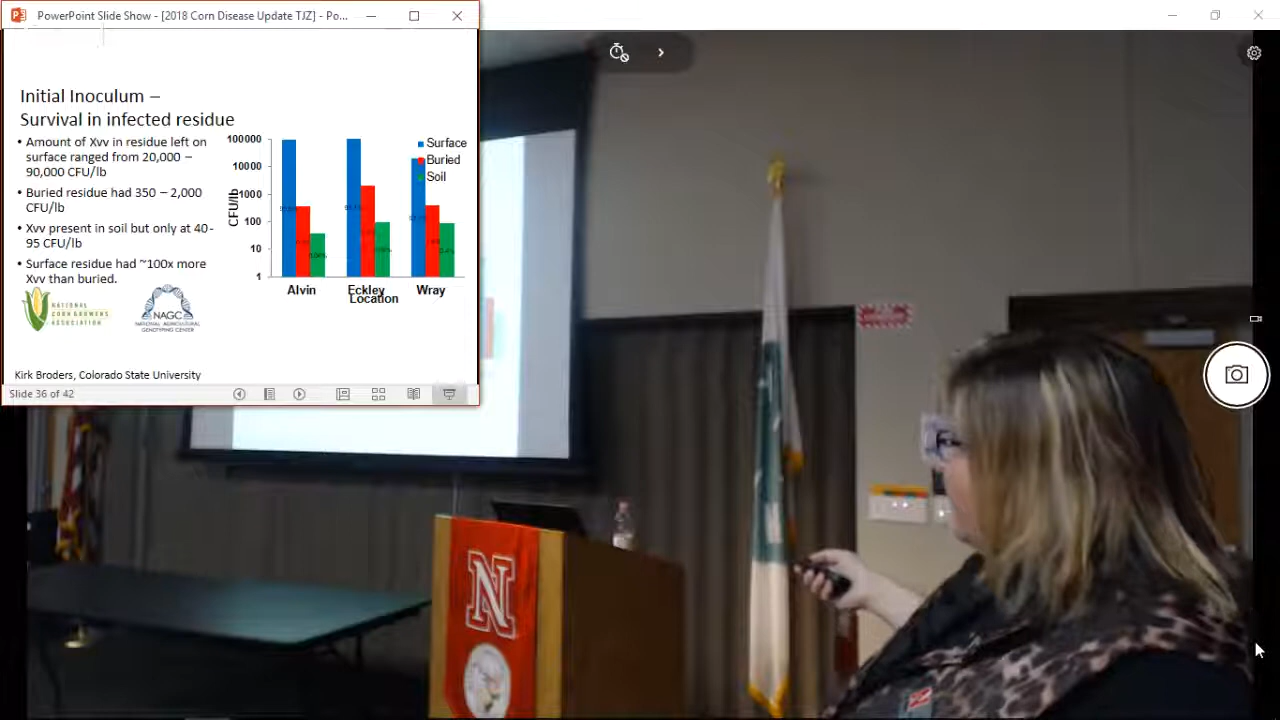 PowerPoint Slide Show - [2018 Corn Disease Update TJZ] - Po...
Initial Inoculum –
Survival in infected residue
• Amount of Xvv in residue left on
surface ranged from 20,000 –
90,000 CFU/lb
• Buried residue had 350 – 2,000
CFU/lb
• Xvv present in soil but only at 40-
95 CFU/lb
• Surface residue had ~100x more
Xvv than buried.
CFU/lb
100000
10000
1000
100
10
1
Surface
Buried
Soil
Alvin
Eckley
Wray
Location
NATIONAL
CORN GROWERS
ASSOCIATION
NAGC
NATIONAL AGRICULTURAL
GENOTYPING CENTER
Kirk Broders, Colorado State University
Slide 36 of 42
N